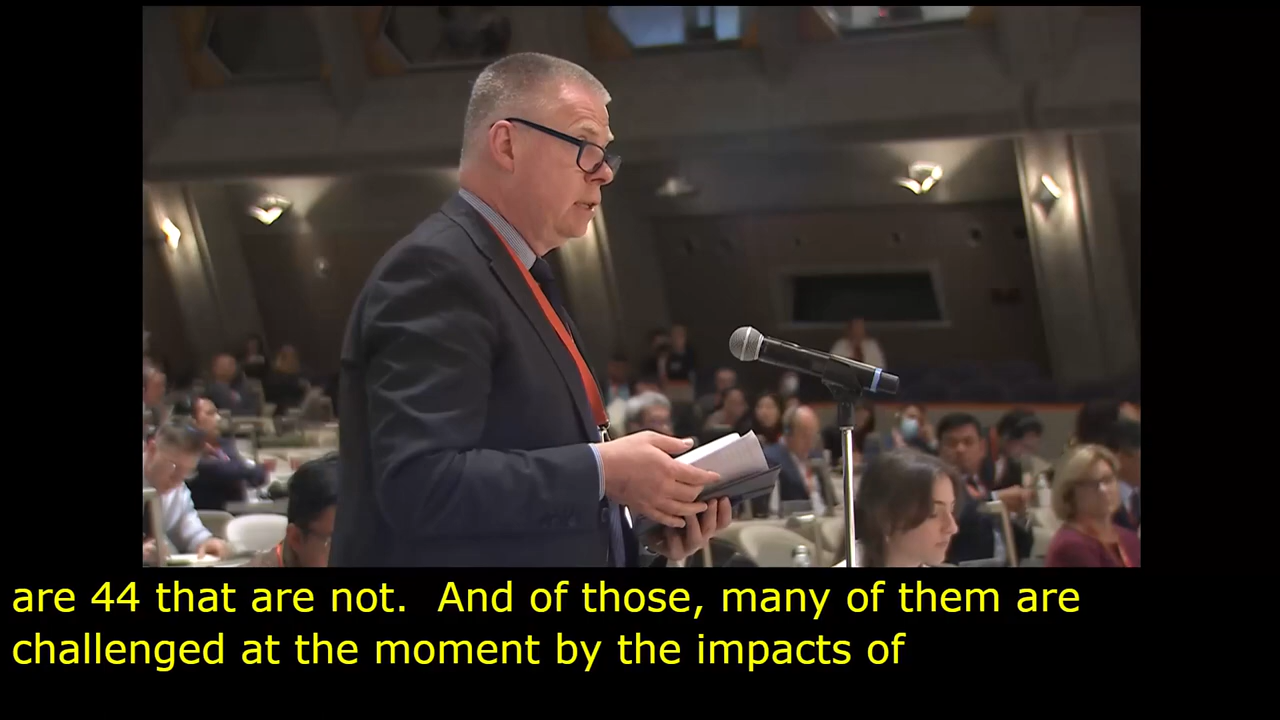 are 44 that are not.  And of those, many of them are
challenged at the moment by the impacts of